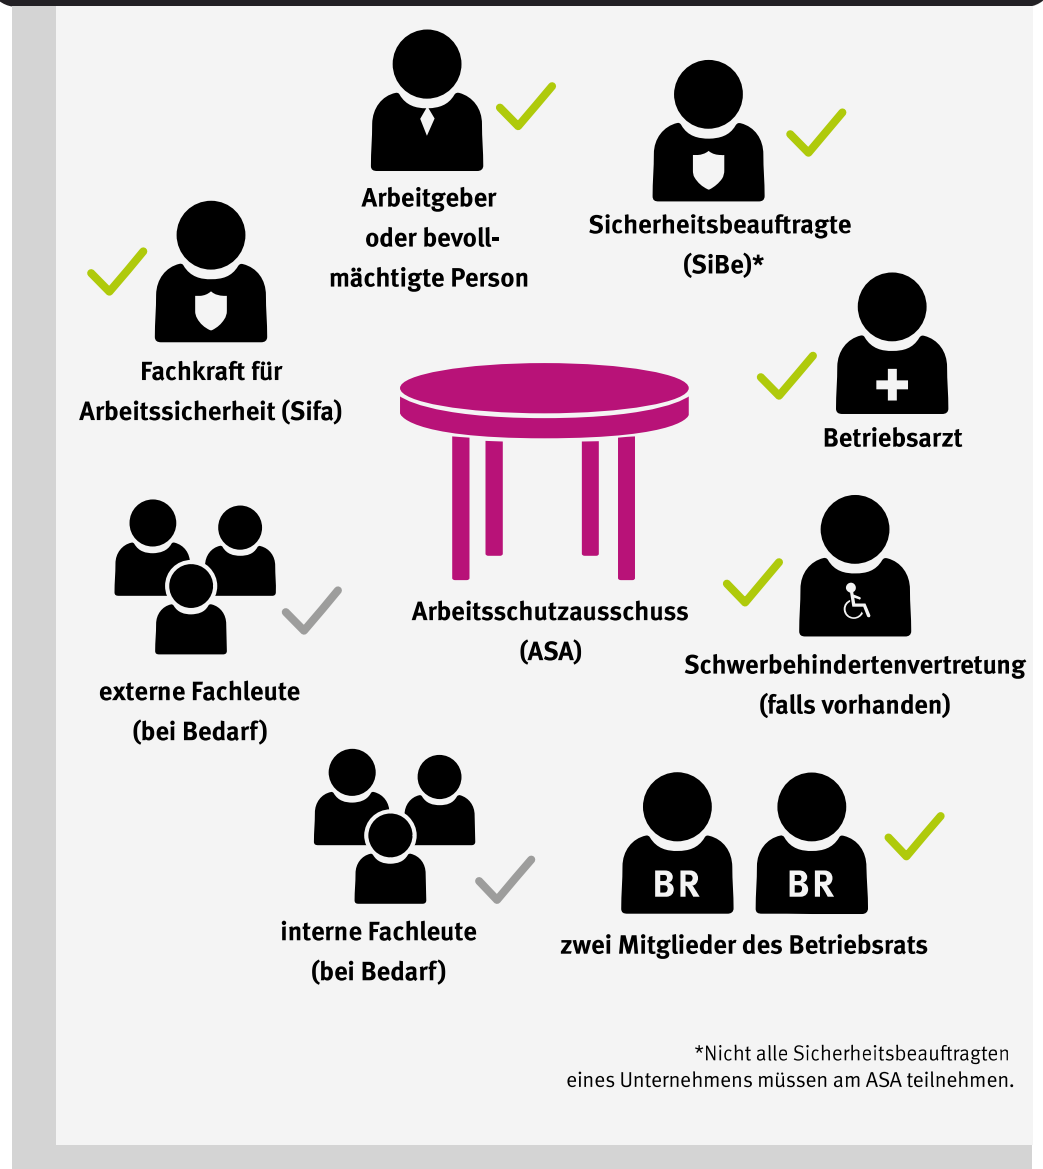 Arbeitgeber
oder bevoll-
mächtigte Person
Sicherheitsbeauftragte
(SiBe)*
Fachkraft für
Arbeitssicherheit (Sifa)
Betriebsarzt
Arbeitsschutzausschuss
(ASA)
Schwerbehindertenvertretung
(falls vorhanden)
externe Fachleute
(bei Bedarf)
interne Fachleute
(bei Bedarf)
BR
BR
zwei Mitglieder des Betriebsrats
*Nicht alle Sicherheitsbeauftragten
eines Unternehmens müssen am ASA teilnehmen.